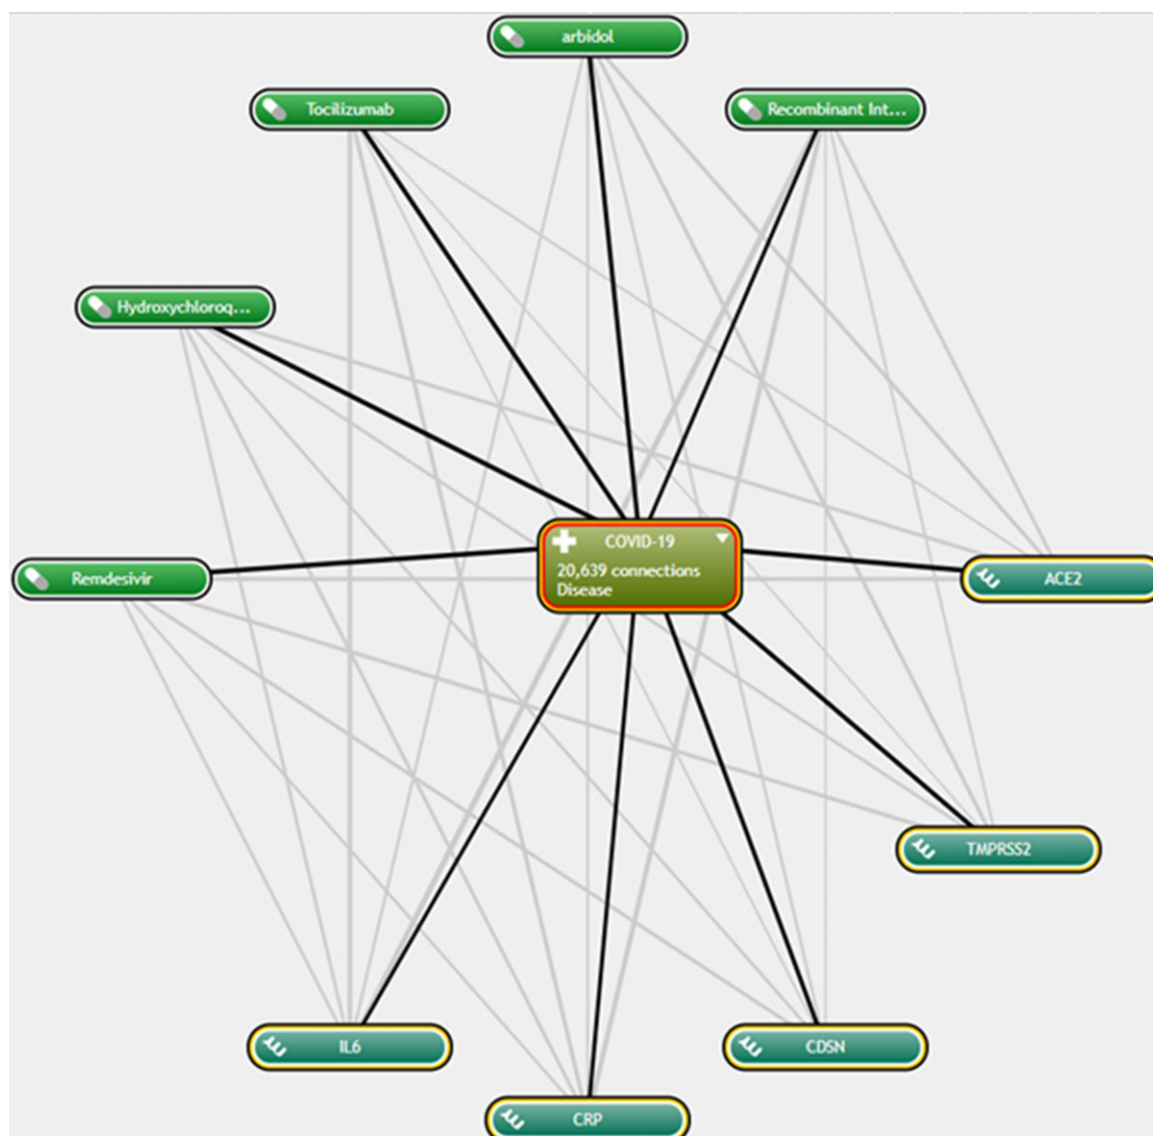 arbidol
Tocilizumab
Recombinant Int...
Hydroxychloroq...
COVID-19
20,639 connections
Disease
Remdesivir
ACE2
TMPRSS2
IL6
CDSN
CRP